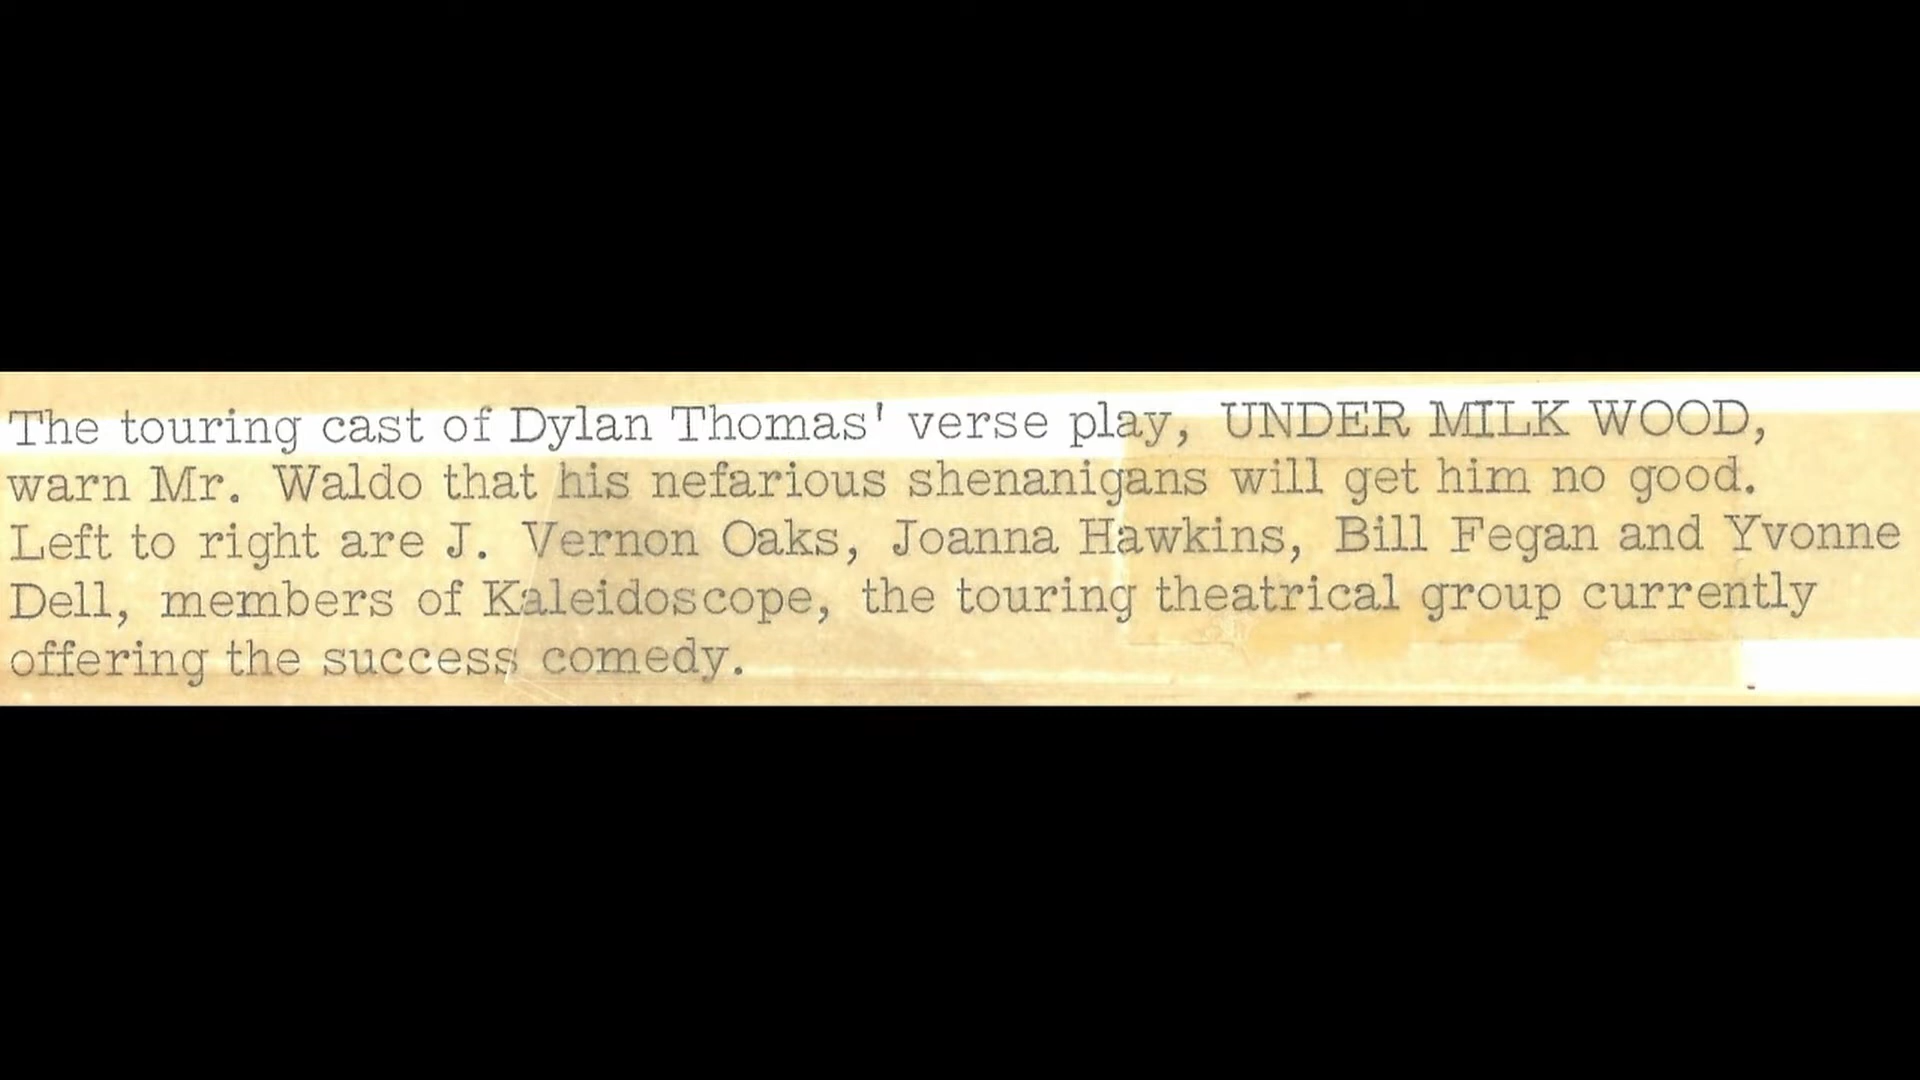 The touring cast of Dylan Thomas' verse play, UNDER MILK WOOD,
warn Mr. Waldo that his nefarious shenanigans will get him no good.
Left to right are J. Vernon Oaks, Joanna Hawkins, Bill Fegan and Yvonne
Dell, members of Kaleidoscope, the touring theatrical group currently
offering the success comedy.